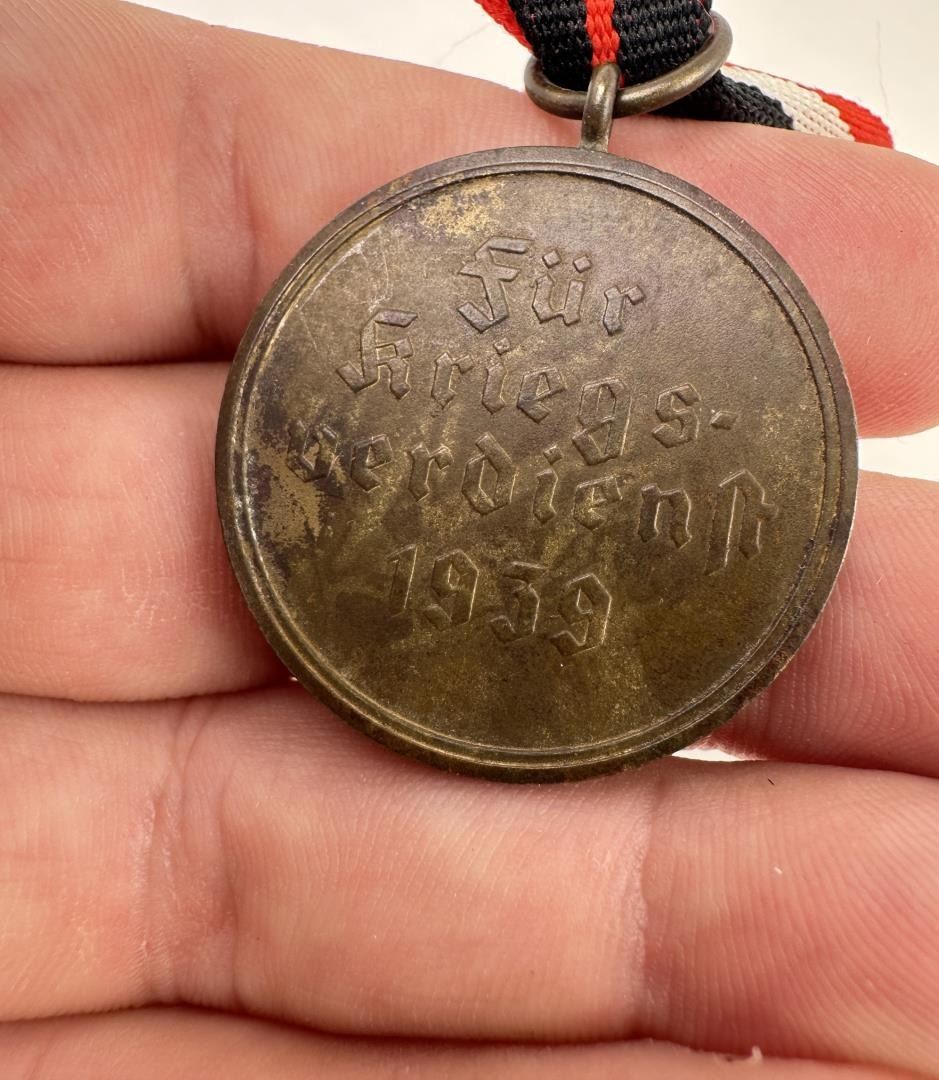 Für
Kriegs-
verdienst
1939